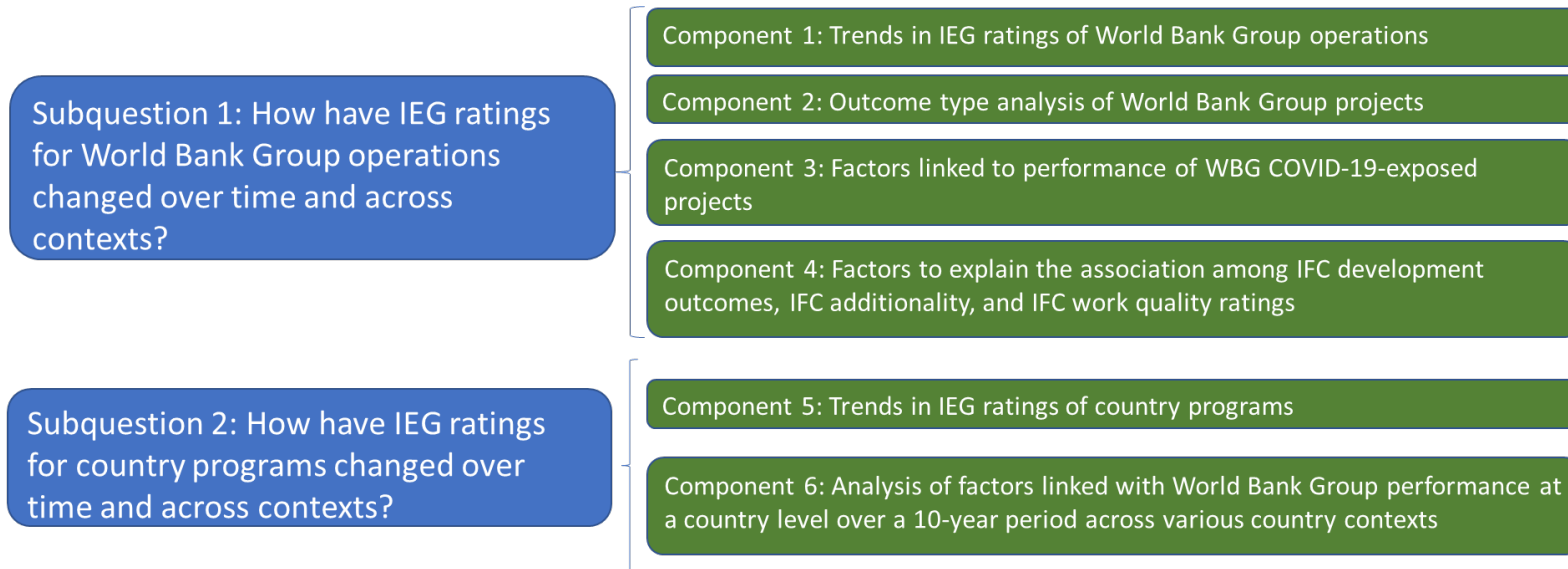 Subquestion 1: How have IEG ratings
for World Bank Group operations
changed over time and across
contexts?
Component 1: Trends in IEG ratings of World Bank Group operations
Component 2: Outcome type analysis of World Bank Group projects
Component 3: Factors linked to performance of WBG COVID-19-exposed
projects
Component 4: Factors to explain the association among IFC development
outcomes, IFC additionality, and IFC work quality ratings
Subquestion 2: How have IEG ratings
for country programs changed over
time and across contexts?
Component 5: Trends in IEG ratings of country programs
Component 6: Analysis of factors linked with World Bank Group performance at
a country level over a 10-year period across various country contexts